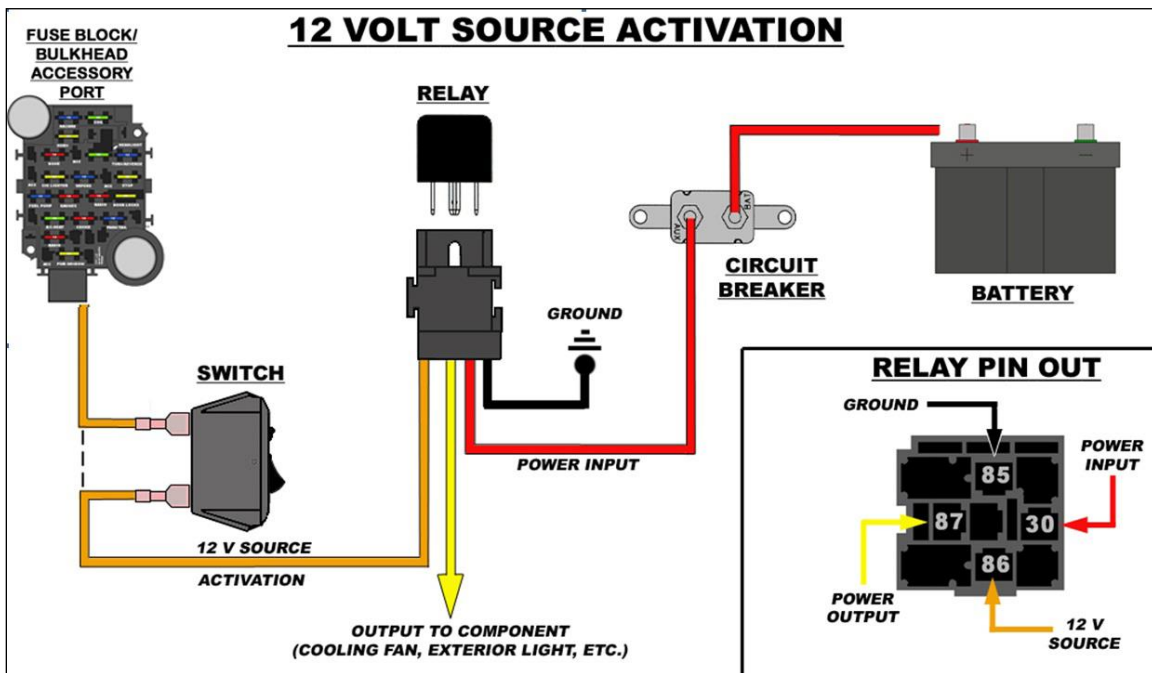 12 VOLT SOURCE ACTIVATION
FUSE BLOCK/
BULKHEAD
ACCESSORY
PORT
RELAY
+
–
AUX
BAT
CIRCUIT
BREAKER
BATTERY
GROUND
SWITCH
POWER INPUT
12 V SOURCE
ACTIVATION
OUTPUT TO COMPONENT
(COOLING FAN, EXTERIOR LIGHT, ETC.)
RELAY PIN OUT
GROUND
POWER
INPUT
85
87
30
86
POWER
OUTPUT
12 V
SOURCE